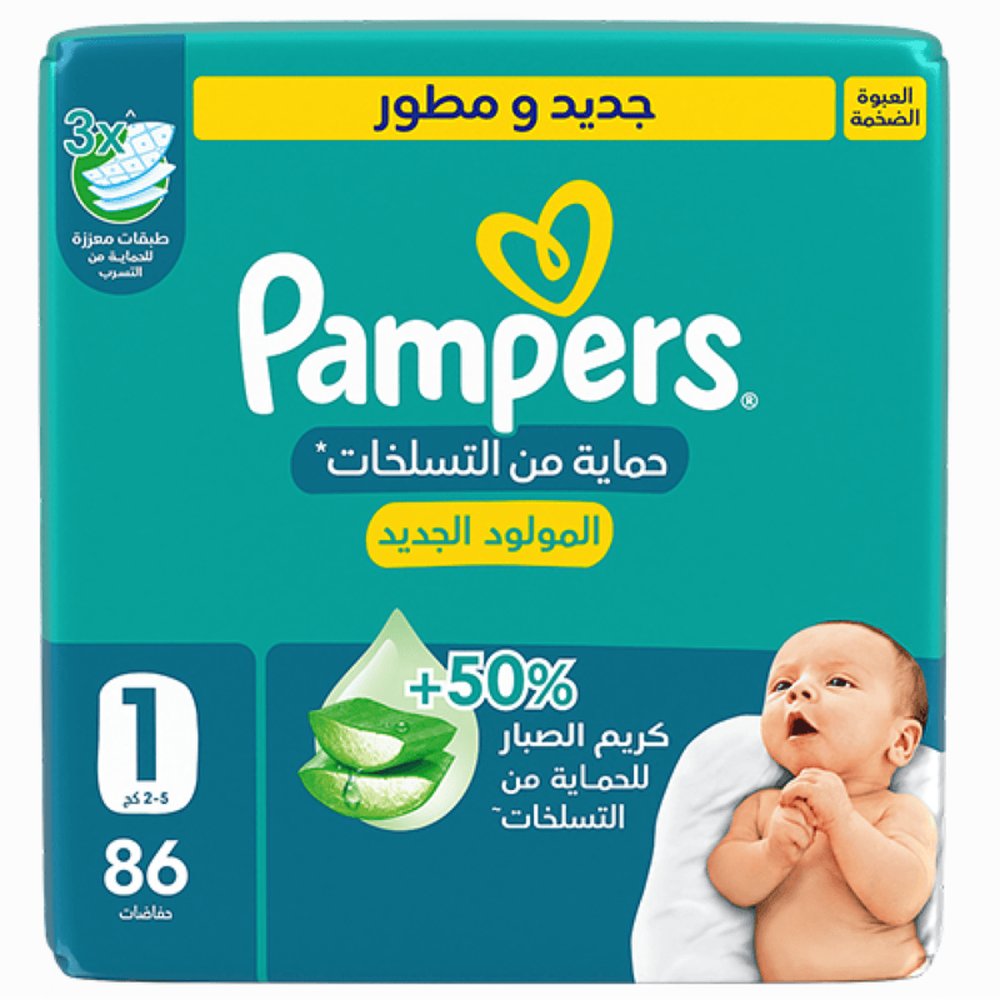 جديد و مطور
العبوة
الضخمة
3x^
طبقات معززة
للحماية من
التسرب
Pampers®
حماية من التسلخات*
المولود الجديد
+50%
كريم الصبار
للحماية من
التسلخات~
1
2-5 كج
86
حفاضات